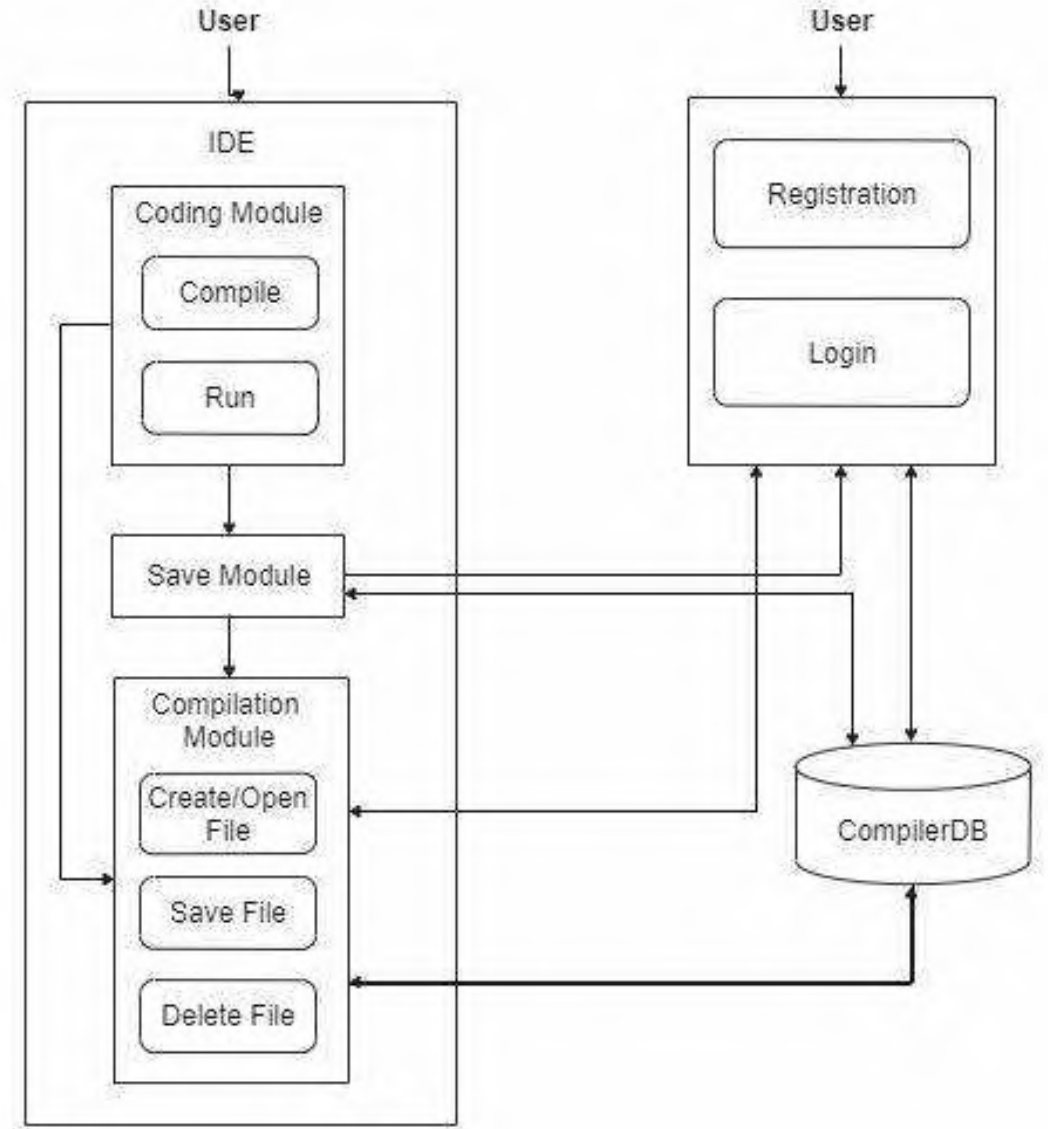 User
User
IDE
Coding Module
Compile
Run
Save Module
Compilation
Module
Create/Open
File
Save File
Delete File
Registration
Login
CompilerDB